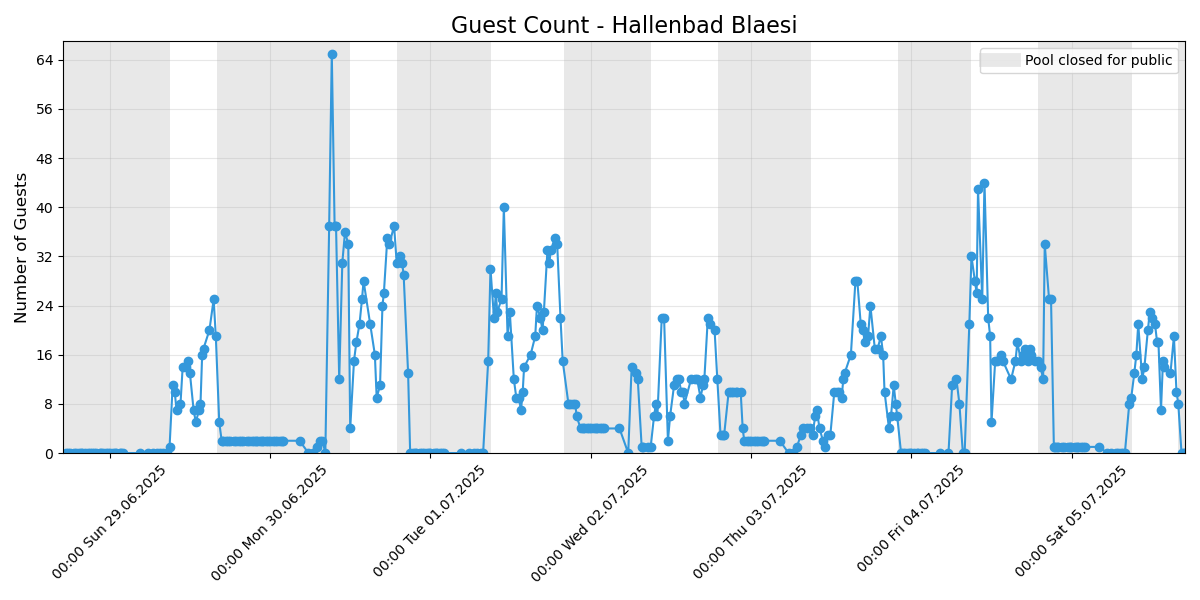 Guest Count - Hallenbad Blaesi
Pool closed for public
Number of Guests
64
56
48
40
32
24
16
8
0
00:00 Sun 29.06.2025
00:00 Mon 30.06.2025
00:00 Tue 01.07.2025
00:00 Wed 02.07.2025
00:00 Thu 03.07.2025
00:00 Fri 04.07.2025
00:00 Sat 05.07.2025